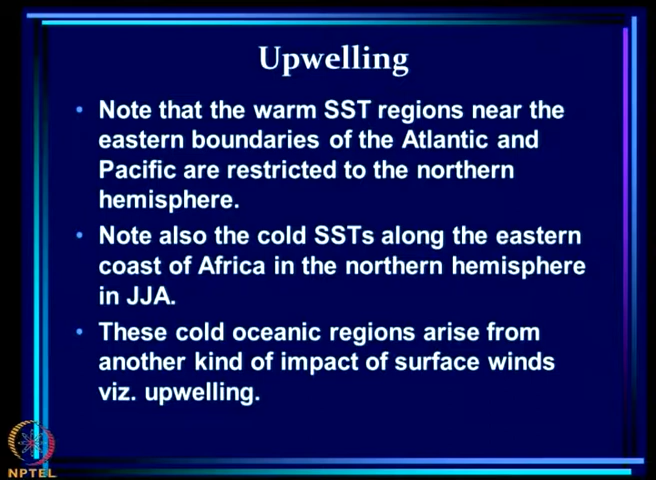 Upwelling
• Note that the warm SST regions near the
eastern boundaries of the Atlantic and
Pacific are restricted to the northern
hemisphere.
• Note also the cold SSTs along the eastern
coast of Africa in the northern hemisphere
in JJA.
• These cold oceanic regions arise from
another kind of impact of surface winds
viz. upwelling.
NPTEL